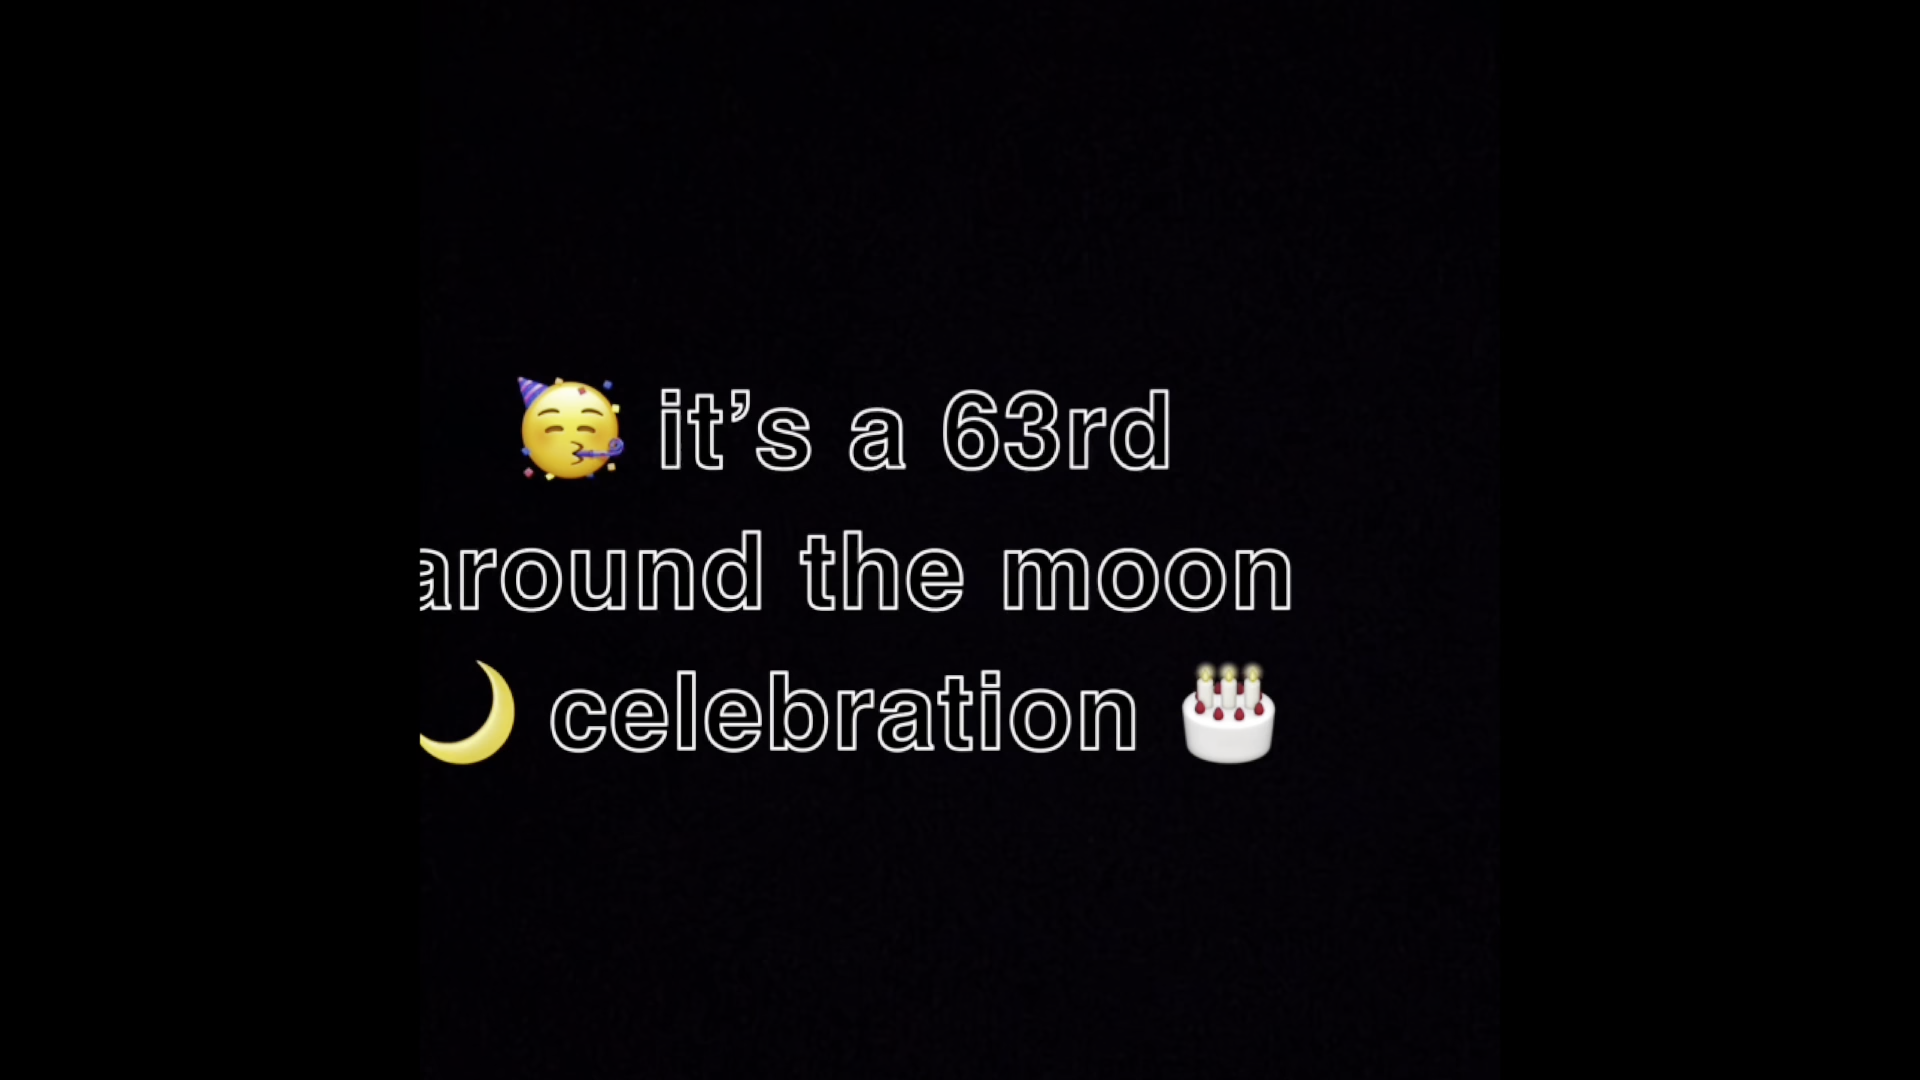 🥳 it’s a 63rd
around the moon
🌙 celebration 🎂